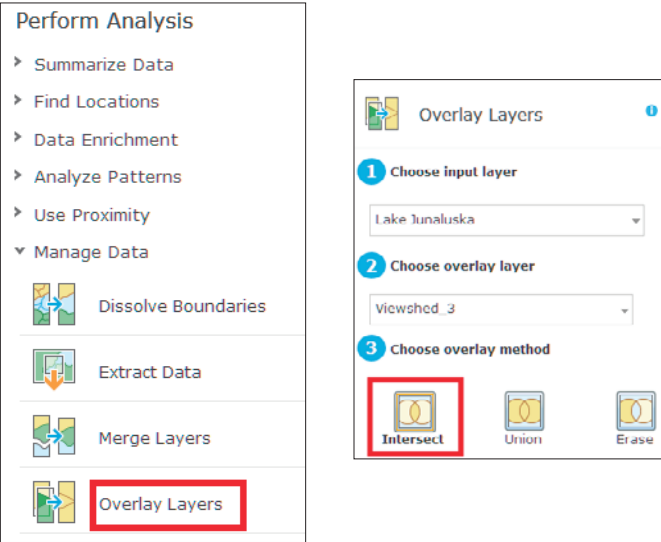 Perform Analysis
Summarize Data
Find Locations
Data Enrichment
Analyze Patterns
Use Proximity
Manage Data
Dissolve Boundaries
Extract Data
Merge Layers
Overlay Layers
Overlay Layers
1 Choose input layer
Lake Junaluska
2 Choose overlay layer
Viewshed_3
3 Choose overlay method
Intersect Union Erase